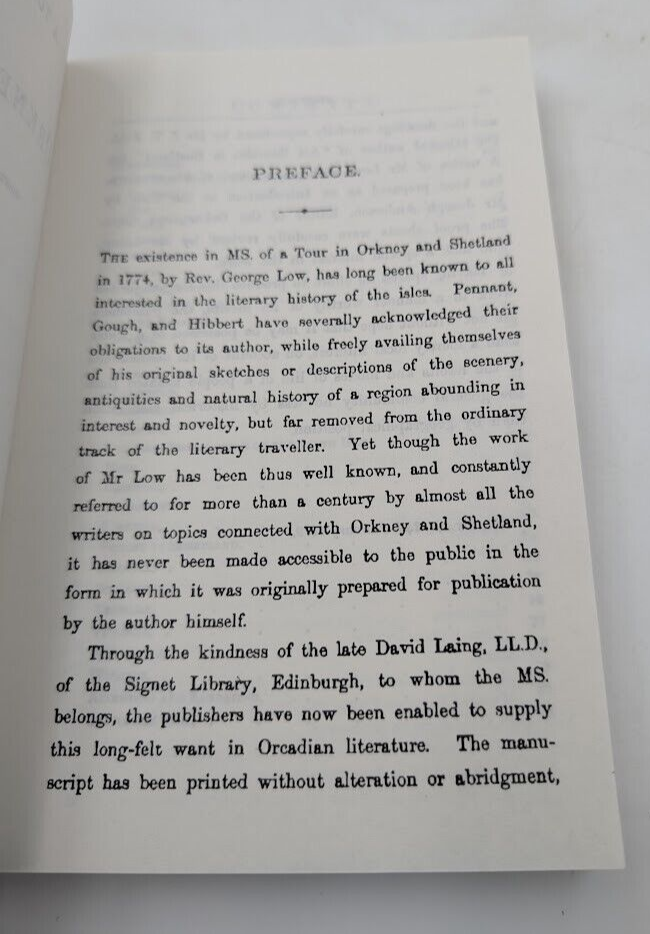 PREFACE.
THE existence in MS. of a Tour in Orkney and Shetland
in 1774, by Rev. George Low, has long been known to all
interested in the literary history of the isles. Pennant,
Gough, and Hibbert have severally acknowledged their
obligations to its author, while freely availing themselves
of his original sketches or descriptions of the scenery,
antiquities and natural history of a region abounding in
interest and novelty, but far removed from the ordinary
track of the literary traveller. Yet though the work
of Mr Low has been thus well known, and constantly
referred to for more than a century by almost all the
writers on topics connected with Orkney and Shetland,
it has never been made accessible to the public in the
form in which it was originally prepared for publication
by the author himself.
Through the kindness of the late David Laing, LL.D.,
of the Signet Library, Edinburgh, to whom the MS.
belongs, the publishers have now been enabled to supply
this long-felt want in Orcadian literature. The manu-
script has been printed without alteration or abridgment,